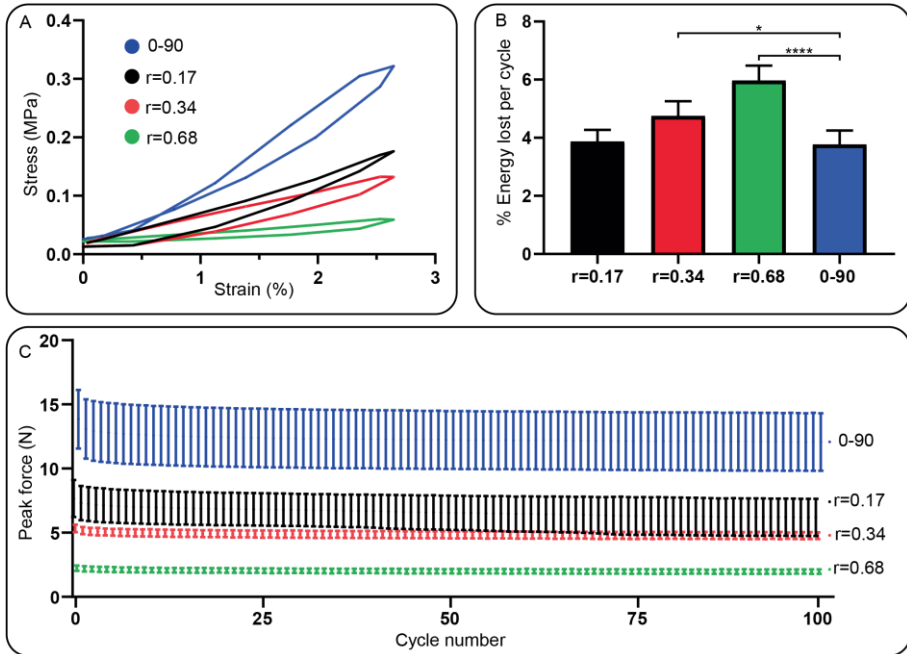 A
0.4
0.3
0.2
0.1
0.0
Stress (MPa)
0-90
r=0.17
r=0.34
r=0.68
0
1
2
3
Strain (%)
B
8
6
4
2
0
% Energy lost per cycle
*
****
r=0.17
r=0.34
r=0.68
0-90
C
20
15
10
5
0
Peak force (N)
0-90
r=0.17
r=0.34
r=0.68
0
25
50
75
100
Cycle number